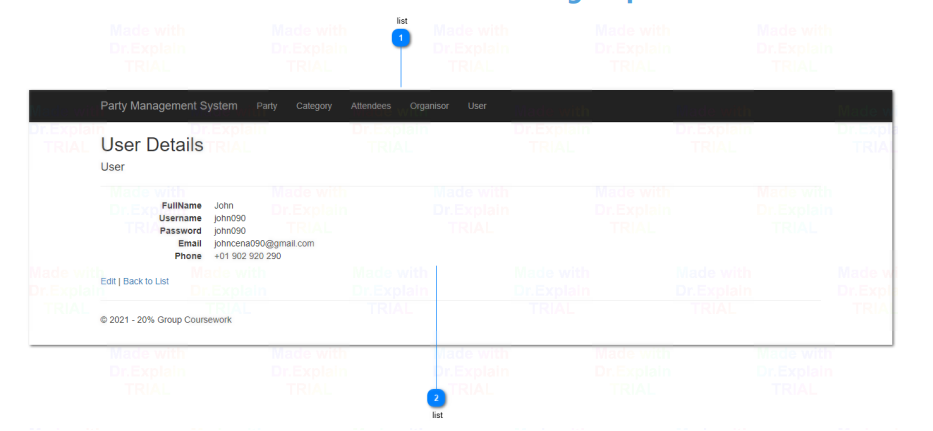 list
1
Party Management System Party Category Attendees Organisor User
User Details
User
FullName John
Username john090
Password john090
Email johncena090@gmail.com
Phone +01 902 920 290
Edit | Back to List
© 2021 - 20% Group Coursework
2
list
Made with
Dr.Explain
TRIAL